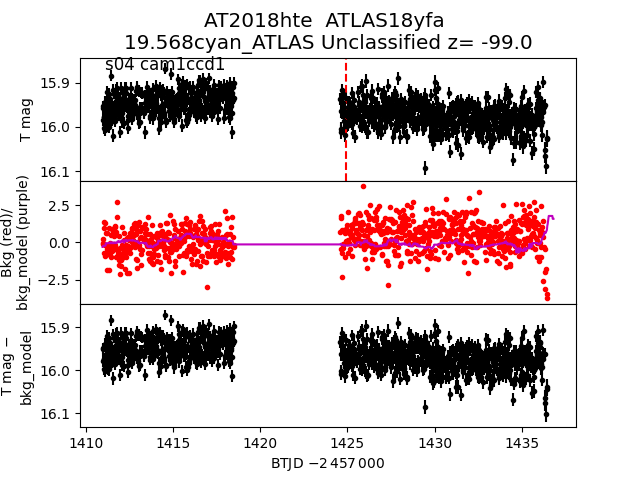 AT2018hte  ATLAS18yfa
19.568cyan_ATLAS Unclassified z= -99.0
s04 cam1ccd1
15.9
16.0
16.1
T mag
2.5
0.0
−2.5
Bkg (red)/
bkg_model (purple)
15.9
16.0
16.1
T mag −
bkg_model
1410 1415 1420 1425 1430 1435
BTJD −2 457 000